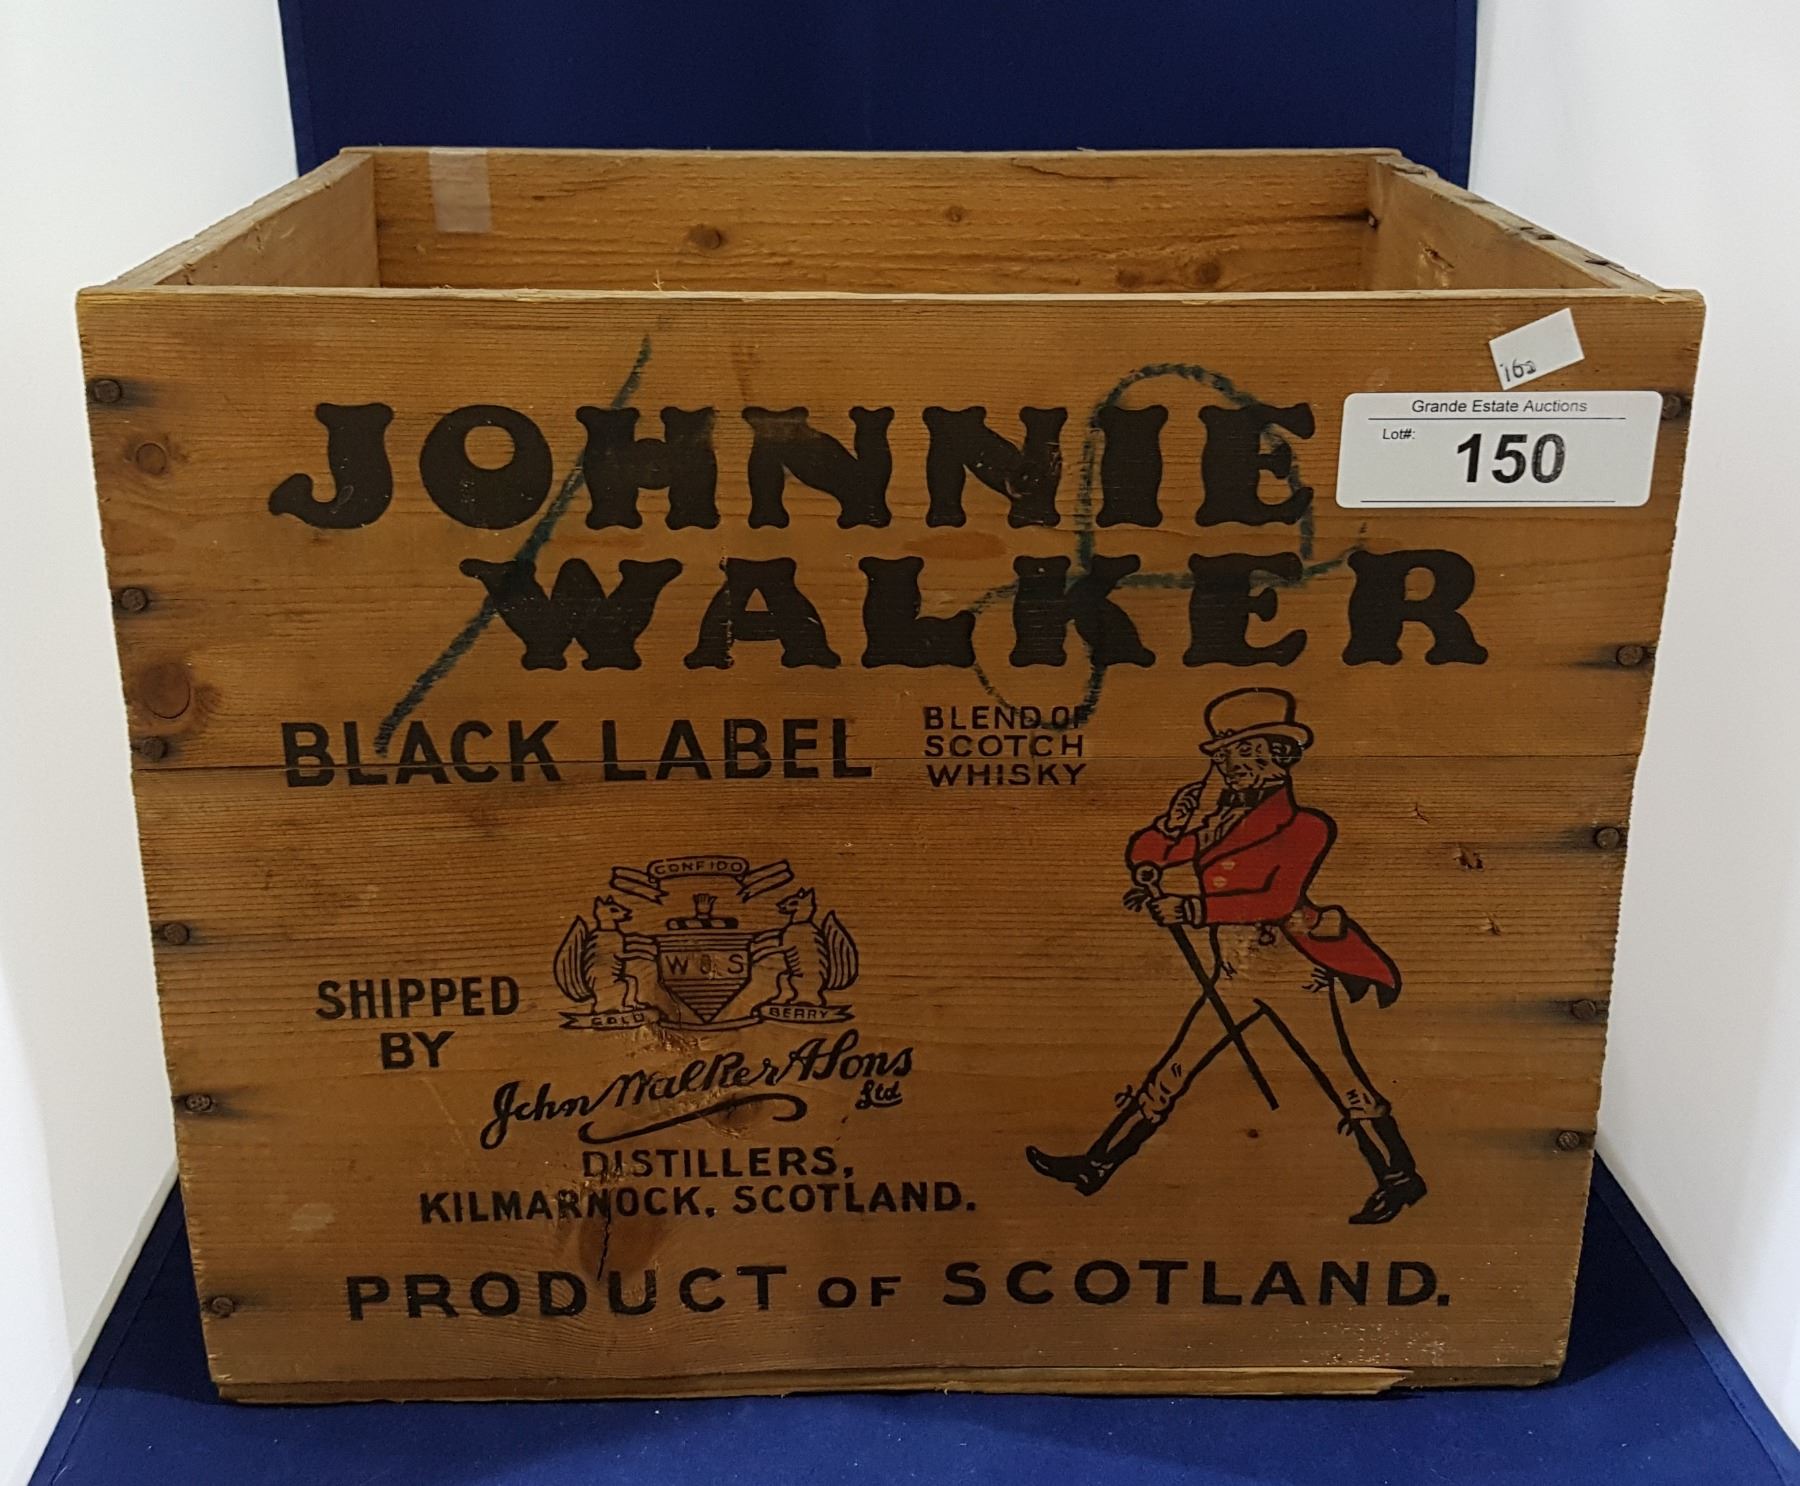 160
Grande Estate Auctions
Lot#: 150
JOHNNIE
WALKER
BLACK LABEL
BLEND OF
SCOTCH
WHISKY
CONFIDO
W & S
GOLD BERRY
SHIPPED
BY
John Walker & Sons
Ltd
DISTILLERS,
KILMARNOCK, SCOTLAND.
PRODUCT OF SCOTLAND.